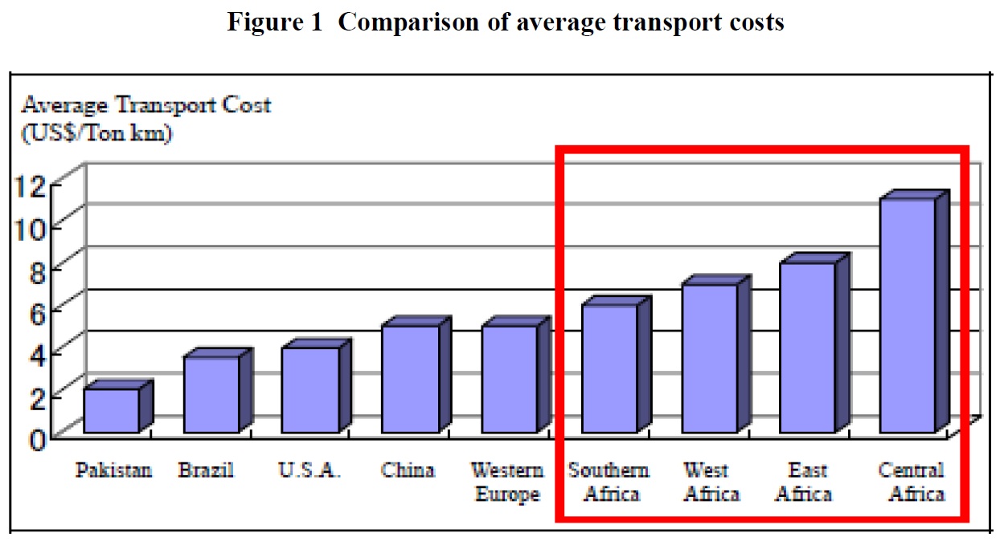 Figure 1  Comparison of average transport costs
Average Transport Cost
(US$/Ton km)
12
10
8
6
4
2
0
Pakistan Brazil U.S.A. China Western Southern West East Central
Europe Africa Africa Africa Africa